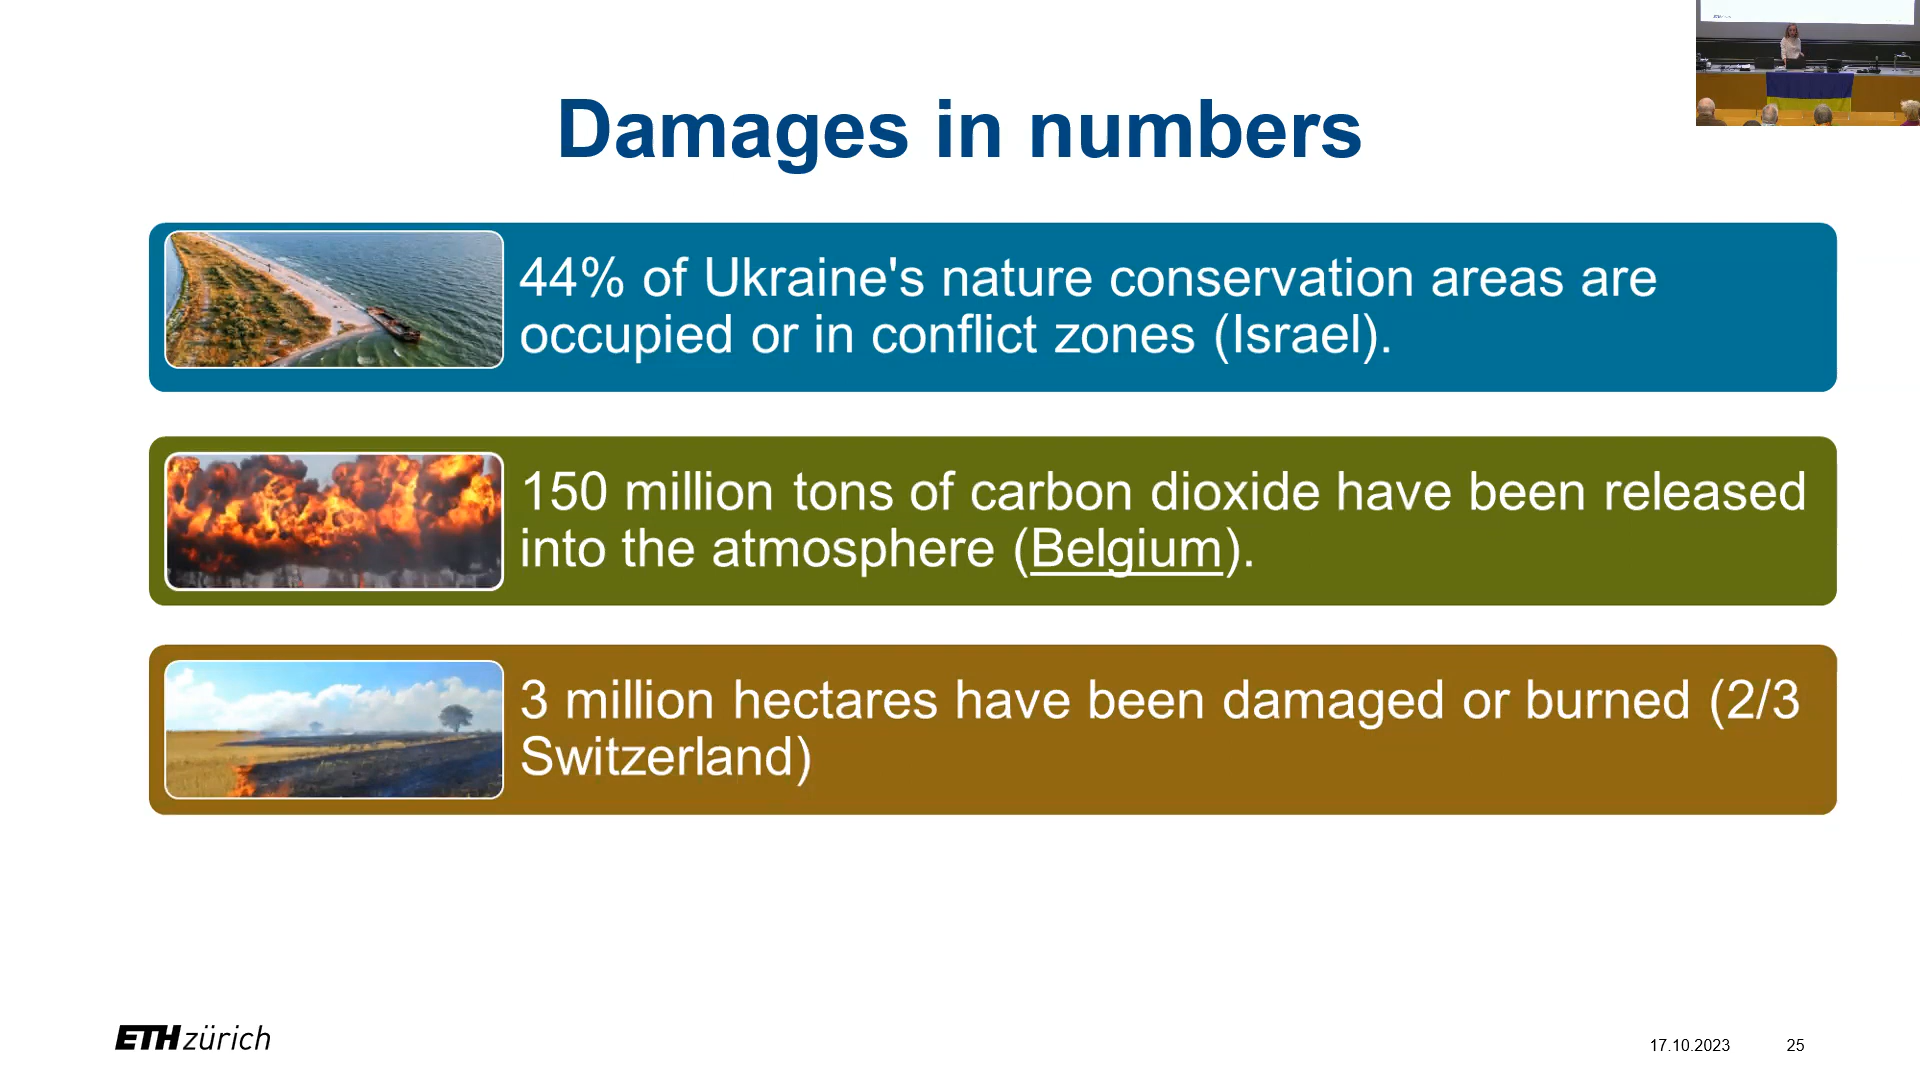 Damages in numbers
44% of Ukraine's nature conservation areas are
occupied or in conflict zones (Israel).
150 million tons of carbon dioxide have been released
into the atmosphere (Belgium).
3 million hectares have been damaged or burned (2/3
Switzerland)
ETH zürich
17.10.2023
25